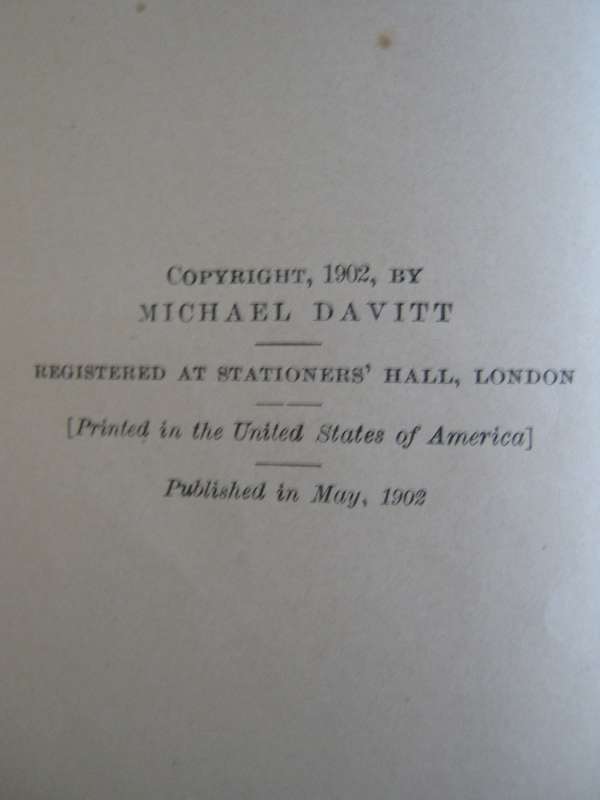 COPYRIGHT, 1902, BY
MICHAEL DAVITT
REGISTERED AT STATIONERS' HALL, LONDON
[Printed in the United States of America]
Published in May, 1902